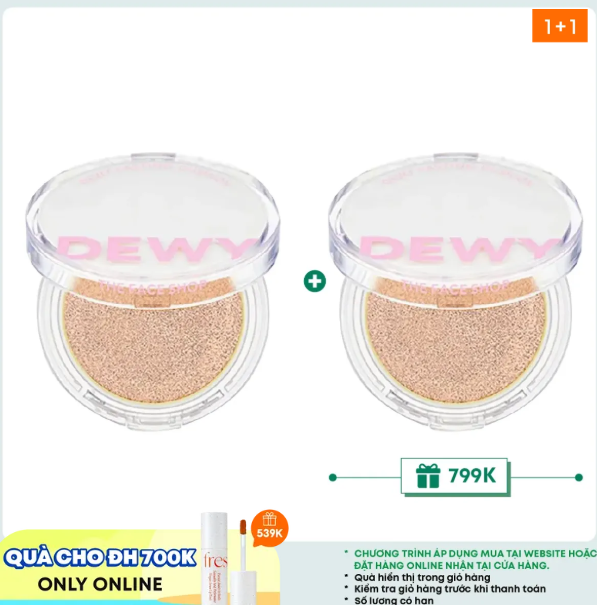 1+1
DEWY
THE FACE SHOP
DEWY
THE FACE SHOP
799K
539K
QUÀ CHO ĐH 700K
ONLY ONLINE
fres
* CHƯƠNG TRÌNH ÁP DỤNG MUA TẠI WEBSITE HOẶC
ĐẶT HÀNG ONLINE NHẬN TẠI CỬA HÀNG.
* Quà hiển thị trong giỏ hàng
* Kiểm tra giỏ hàng trước khi thanh toán
* Số lượng có hạn